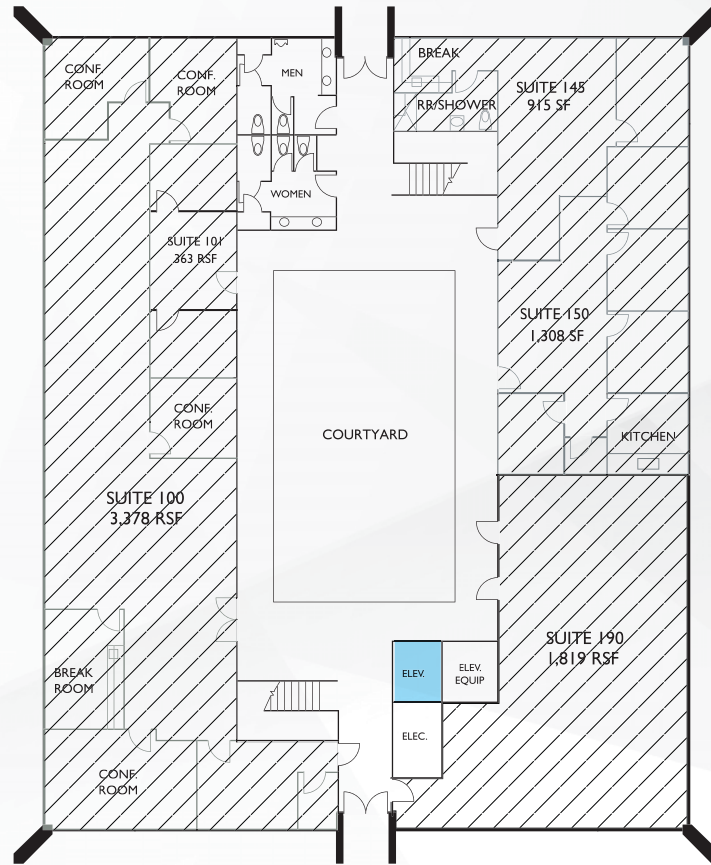 BREAK
MEN
CONF.
ROOM
CONF.
ROOM
RR/SHOWER
SUITE 145
915 SF
WOMEN
SUITE 101
363 RSF
SUITE 150
1,308 SF
CONF.
ROOM
COURTYARD
KITCHEN
SUITE 100
3,378 RSF
SUITE 190
1,819 RSF
BREAK
ROOM
ELEV.
ELEV.
EQUIP
ELEC.
CONF.
ROOM